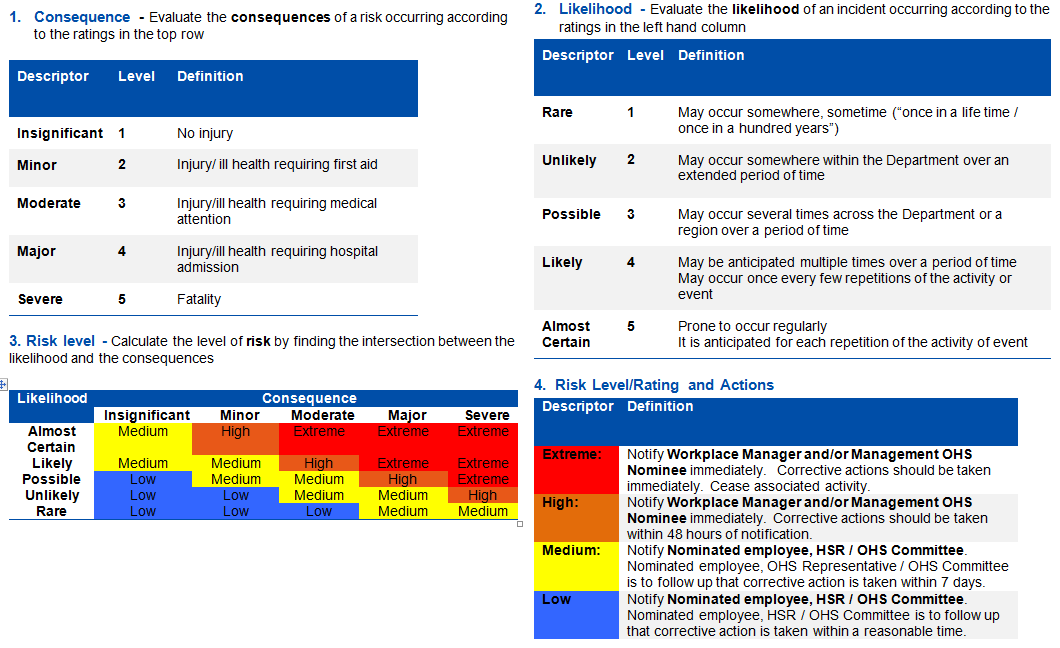 1. Consequence - Evaluate the consequences of a risk occurring according
to the ratings in the top row
Descriptor Level Definition
Insignificant 1 No injury
Minor 2 Injury/ ill health requiring first aid
Moderate 3 Injury/ill health requiring medical
attention
Major 4 Injury/ill health requiring hospital
admission
Severe 5 Fatality
2. Likelihood - Evaluate the likelihood of an incident occurring according to the
ratings in the left hand column
Descriptor Level Definition
Rare 1 May occur somewhere, sometime (“once in a life time /
once in a hundred years”)
Unlikely 2 May occur somewhere within the Department over an
extended period of time
Possible 3 May occur several times across the Department or a
region over a period of time
Likely 4 May be anticipated multiple times over a period of time
May occur once every few repetitions of the activity or
event
Almost 5 Prone to occur regularly
Certain It is anticipated for each repetition of the activity of event
3. Risk level - Calculate the level of risk by finding the intersection between the
likelihood and the consequences
Likelihood Consequence
Insignificant Minor Moderate Major Severe
Almost Medium High Extreme Extreme Extreme
Certain
Likely Medium Medium High Extreme Extreme
Possible Low Medium Medium High Extreme
Unlikely Low Low Medium Medium High
Rare Low Low Low Medium Medium
4. Risk Level/Rating and Actions
Descriptor Definition
Extreme: Notify Workplace Manager and/or Management OHS
Nominee immediately. Corrective actions should be taken
immediately. Cease associated activity.
High: Notify Workplace Manager and/or Management OHS
Nominee immediately. Corrective actions should be taken
within 48 hours of notification.
Medium: Notify Nominated employee, HSR / OHS Committee.
Nominated employee, OHS Representative / OHS Committee
is to follow up that corrective action is taken within 7 days.
Low Notify Nominated employee, HSR / OHS Committee.
Nominated employee, HSR / OHS Committee is to follow up
that corrective action is taken within a reasonable time.